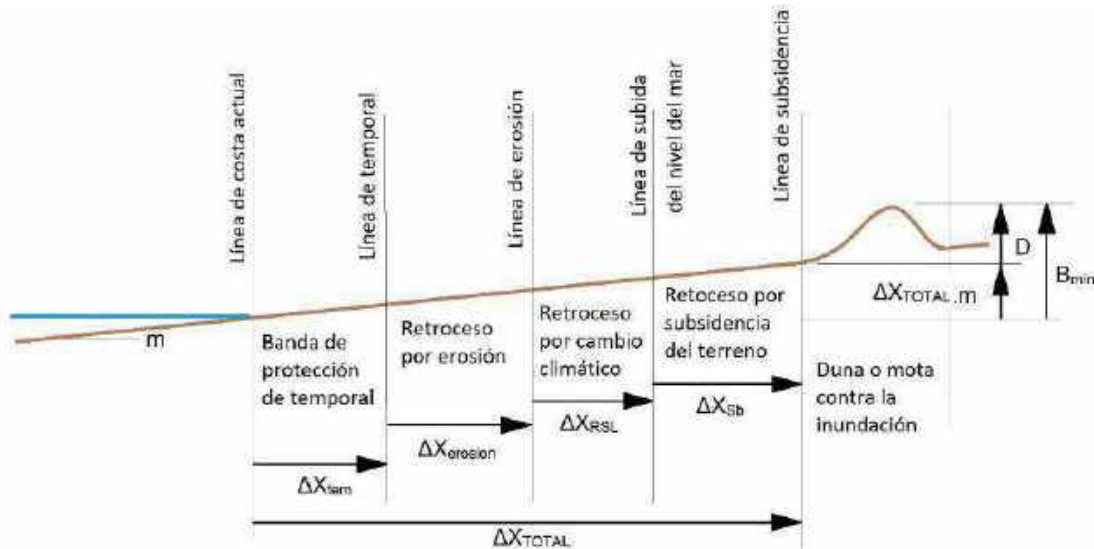 Línea de costa actual
Línea de temporal
Línea de erosión
Línea de subida
del nivel del mar
Línea de subsidencia
m
Banda de
protección
de temporal
Retroceso
por erosión
Retroceso
por cambio
climático
Retoceso por
subsidencia
del terreno
Duna o mota
contra la
inundación
D
Bmin
ΔXTOTAL.m
ΔXtem
ΔXerosion
ΔXRSL
ΔXSb
ΔXTOTAL